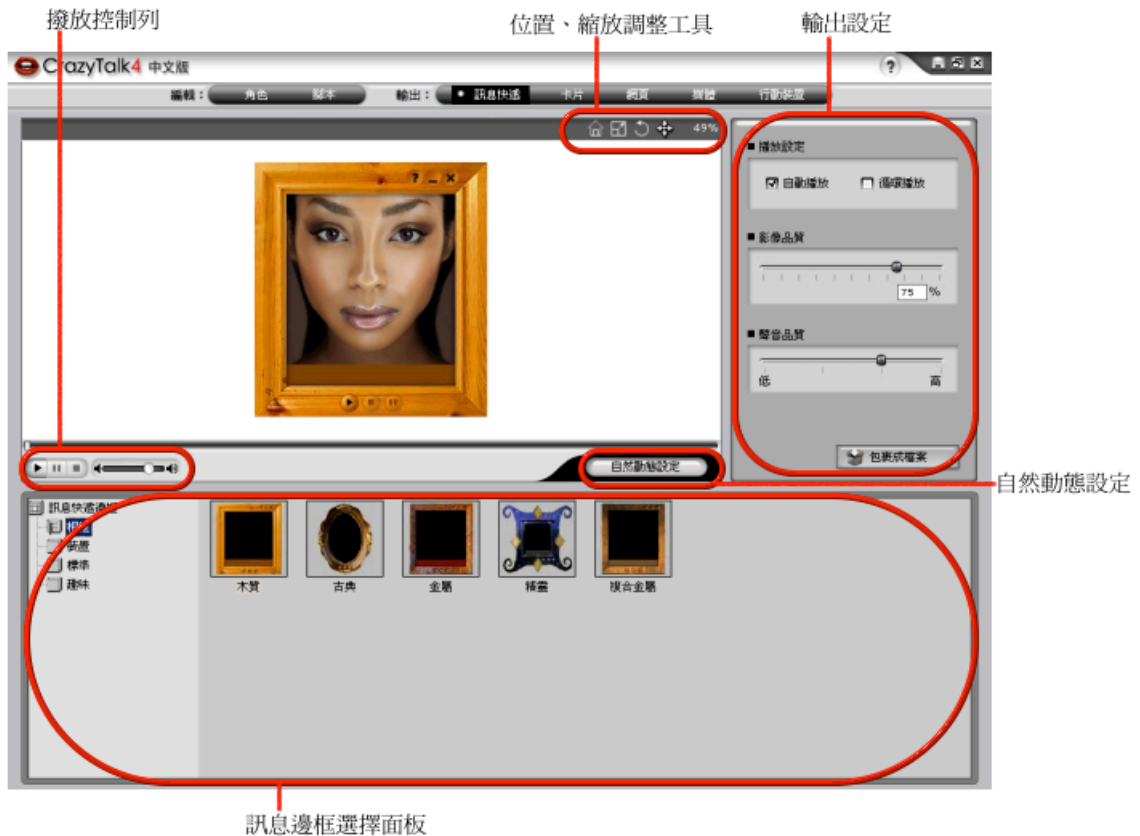 撥放控制列
位置、縮放調整工具
輸出設定
CrazyTalk4 中文版
?
編輯： 角色 腳本 輸出： 訊息快遞 卡片 網頁 媒體 行動裝置
49%
播放設定
自動播放 循環播放
影像品質
75 %
聲音品質
低 高
包裹成檔案
自然動態設定
自然動態設定
訊息快遞邊框
相框
裝置
標準
趣味
木質 古典 金屬 精靈 複合金屬
訊息邊框選擇面板